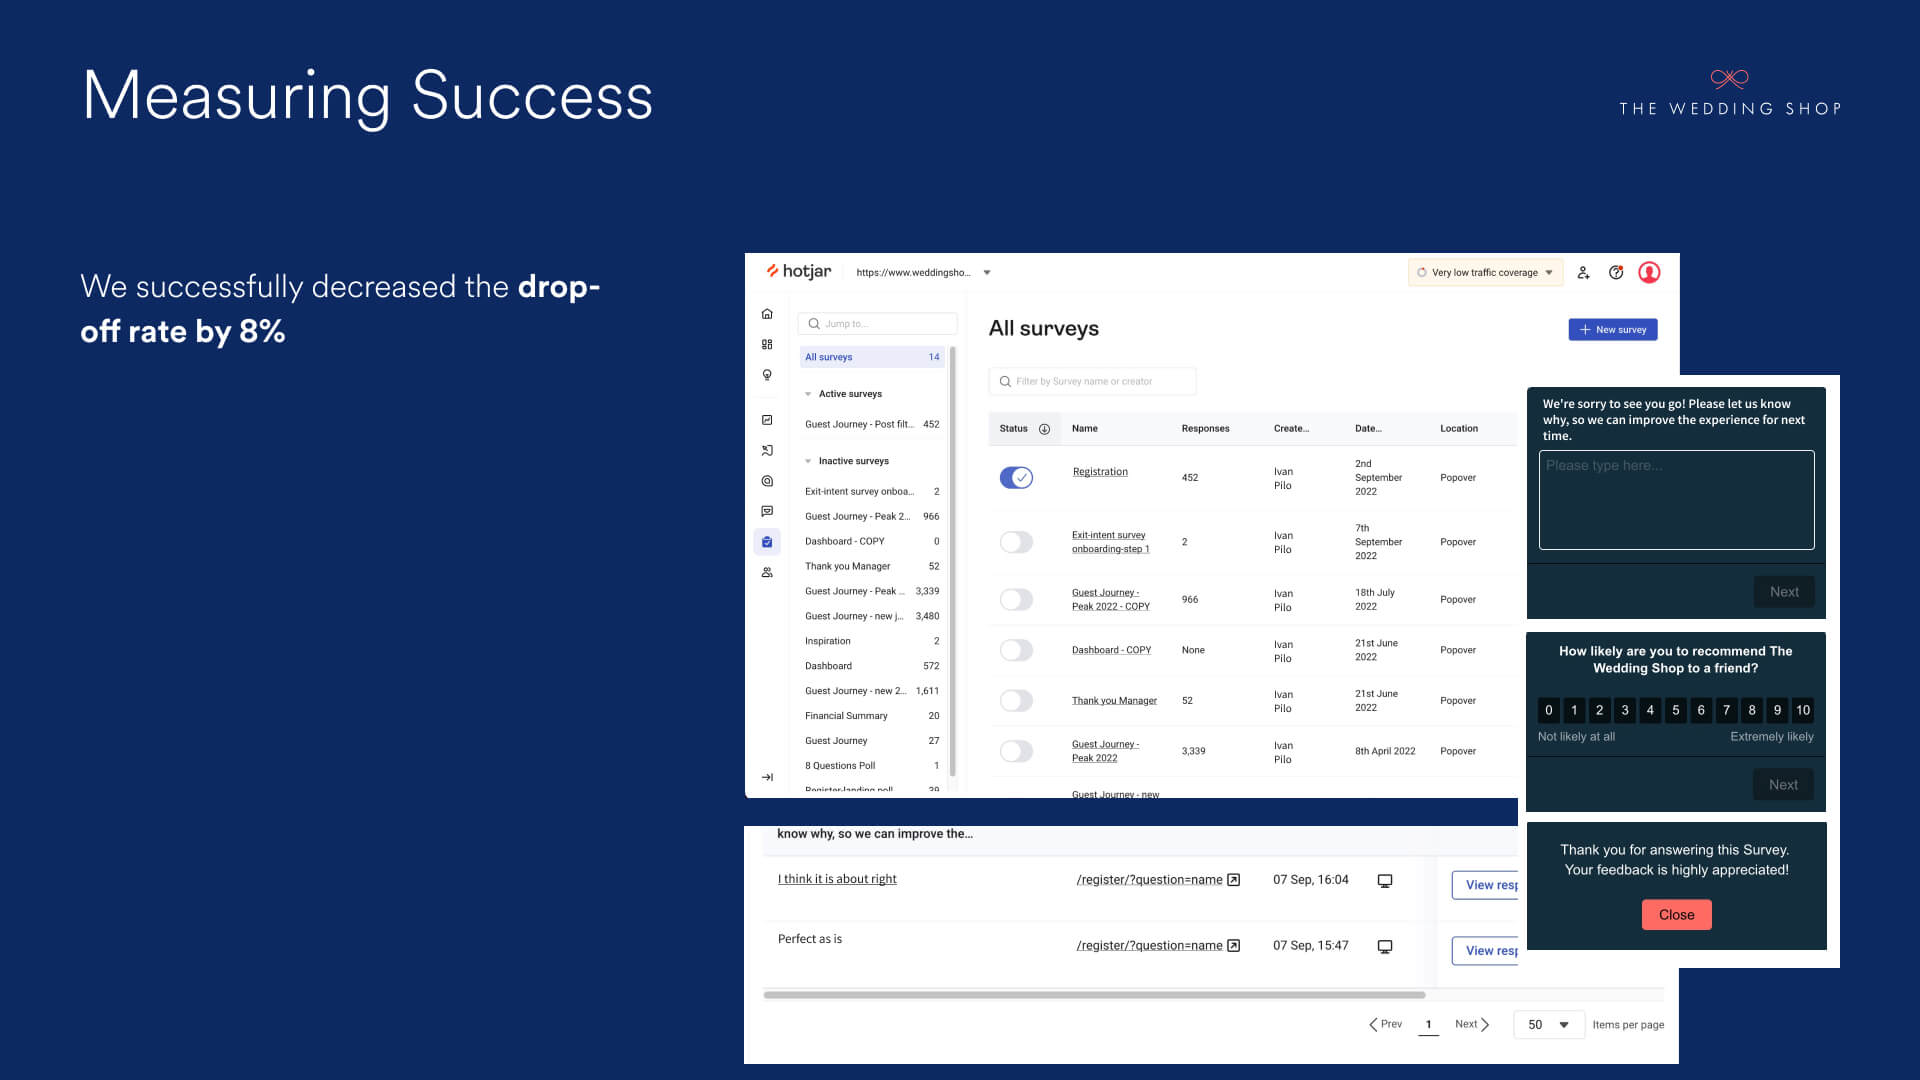 Measuring Success
THE WEDDING SHOP
We successfully decreased the drop-
off rate by 8%
hotjar
https://www.weddingsho...
Very low traffic coverage
Jump to...
All surveys 14
Active surveys
Guest Journey - Post filt... 452
Inactive surveys
Exit-intent survey onboa... 2
Guest Journey - Peak 2... 966
Dashboard - COPY 0
Thank you Manager 52
Guest Journey - Peak ... 3,339
Guest Journey - new j... 3,480
Inspiration 2
Dashboard 572
Guest Journey - new 2... 1,611
Financial Summary 20
Guest Journey 27
8 Questions Poll 1
Register-landing poll 39
All surveys
New survey
Filter by Survey name or creator
Status Name Responses Create... Date... Location
Registration 452 Ivan
Pilo 2nd
September
2022 Popover
Exit-intent survey
onboarding-step 1 2 Ivan
Pilo 7th
September
2022 Popover
Guest Journey -
Peak 2022 - COPY 966 Ivan
Pilo 18th July
2022 Popover
Dashboard - COPY None Ivan
Pilo 21st June
2022 Popover
Thank you Manager 52 Ivan
Pilo 21st June
2022 Popover
Guest Journey -
Peak 2022 3,339 Ivan
Pilo 8th April 2022 Popover
Guest Journey - new
know why, so we can improve the...
I think it is about right /register/?question=name 07 Sep, 16:04 View resp
Perfect as is /register/?question=name 07 Sep, 15:47 View resp
Prev 1 Next 50 Items per page
We're sorry to see you go! Please let us know
why, so we can improve the experience for next
time.
Please type here...
Next
How likely are you to recommend The
Wedding Shop to a friend?
0 1 2 3 4 5 6 7 8 9 10
Not likely at all Extremely likely
Next
Thank you for answering this Survey.
Your feedback is highly appreciated!
Close